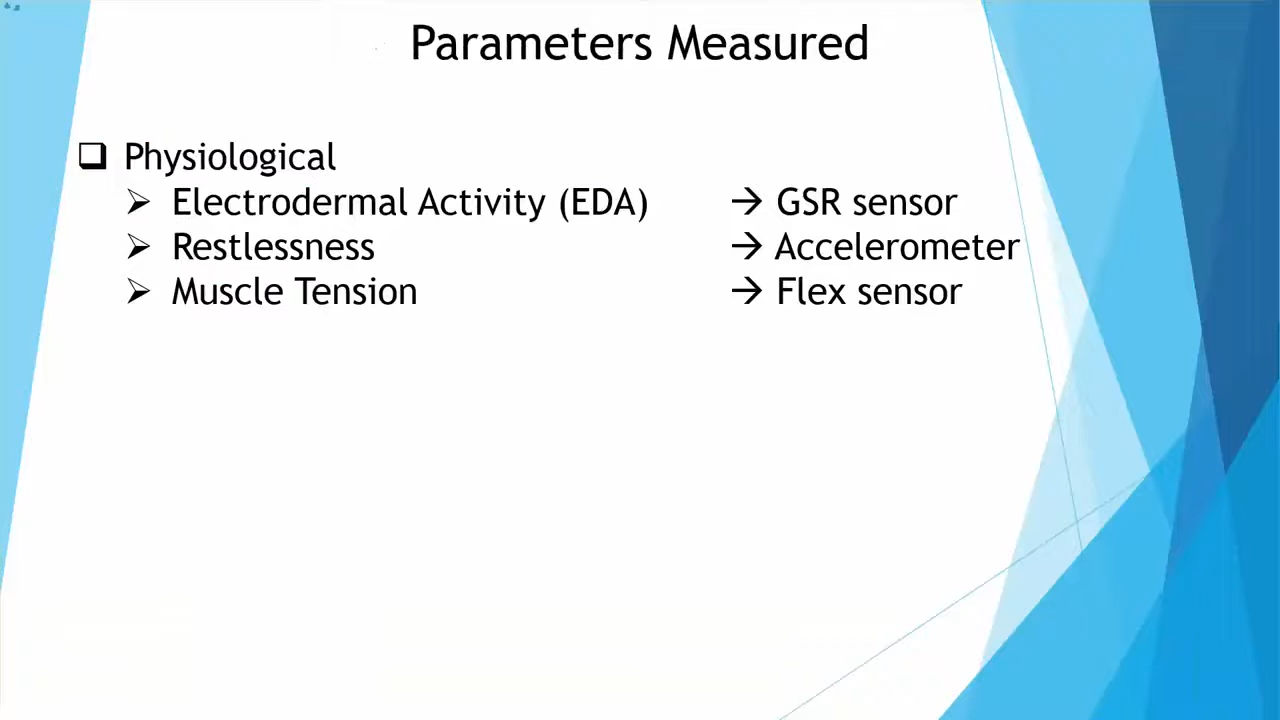 Parameters Measured
❑ Physiological
➢ Electrodermal Activity (EDA) → GSR sensor
➢ Restlessness → Accelerometer
➢ Muscle Tension → Flex sensor